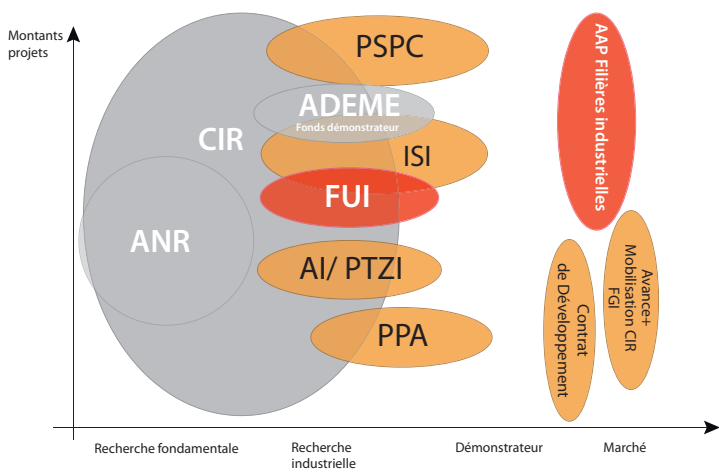 Montants
projets
PSPC
ADEME
Fonds démonstrateur
CIR
ISI
FUI
ANR
AI/ PTZI
PPA
AAP Filières industrielles
Avance+
Mobilisation CIR
FGI
Contrat
de Développement
Recherche fondamentale
Recherche
industrielle
Démonstrateur
Marché